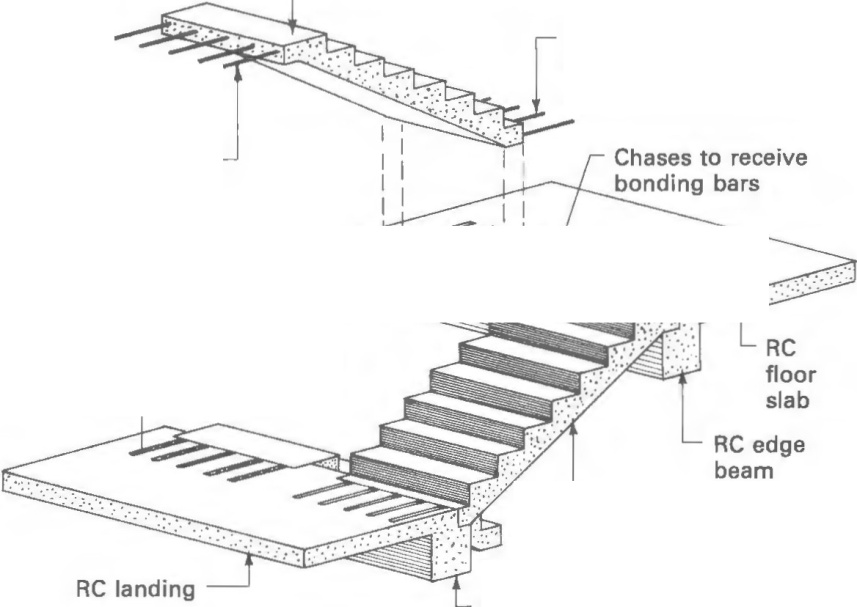 Chases to receive
bonding bars
RC
floor
slab
RC edge
beam
RC landing